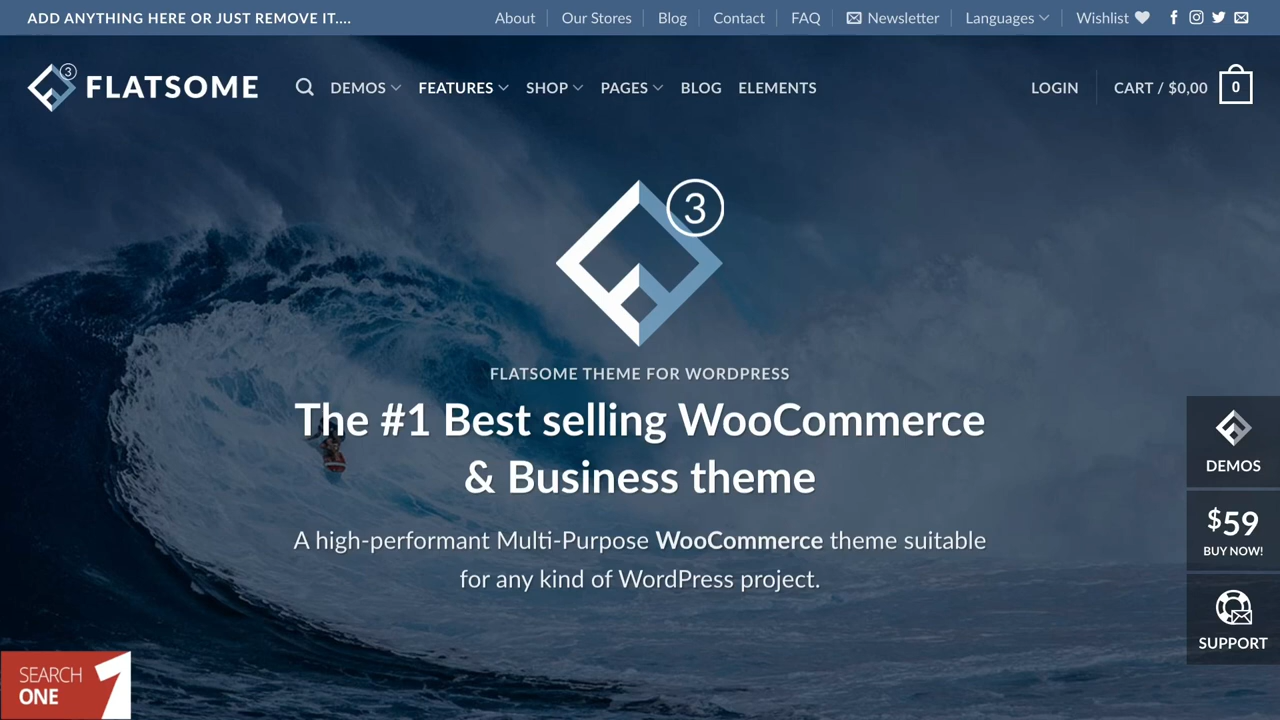 ADD ANYTHING HERE OR JUST REMOVE IT....
About
Our Stores
Blog
Contact
FAQ
Newsletter
Languages
Wishlist
3
FLATSOME
DEMOS
FEATURES
SHOP
PAGES
BLOG
ELEMENTS
LOGIN
CART / $0,00
0
3
FLATSOME THEME FOR WORDPRESS
The #1 Best selling WooCommerce
& Business theme
A high-performant Multi-Purpose WooCommerce theme suitable
for any kind of WordPress project.
DEMOS
$59
BUY NOW!
SUPPORT
SEARCH
ONE
1